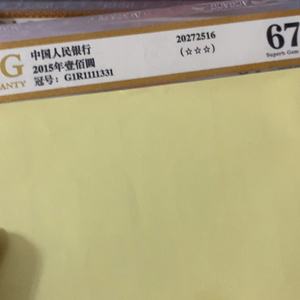 G
ANTY
中国人民银行
2015年壹佰圆
冠号：G1R1111331
20272516
(☆☆☆)
67
Superb Gem